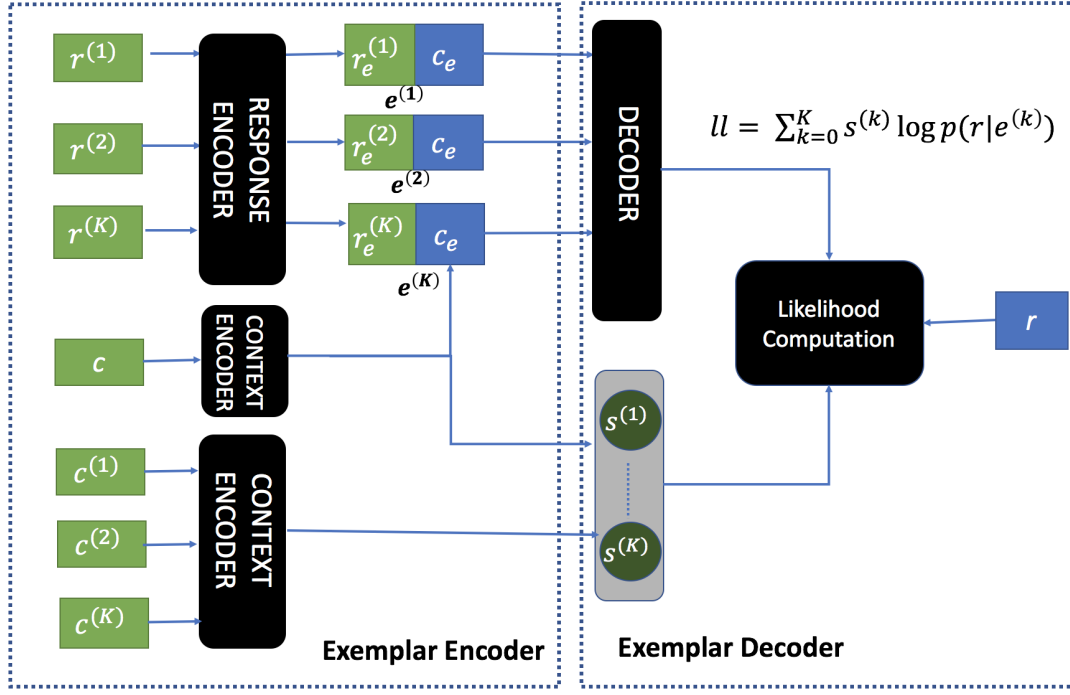 r^(1)
r^(2)
r^(K)
RESPONSE
ENCODER
r_e^(1) c_e
e^(1)
r_e^(2) c_e
e^(2)
r_e^(K) c_e
e^(K)
c
CONTEXT
ENCODER
c^(1)
c^(2)
c^(K)
CONTEXT
ENCODER
Exemplar Encoder
DECODER
ll = ∑_{k=0}^{K} s^(k) log p(r|e^(k))
Likelihood
Computation
r
s^(1)
s^(K)
Exemplar Decoder